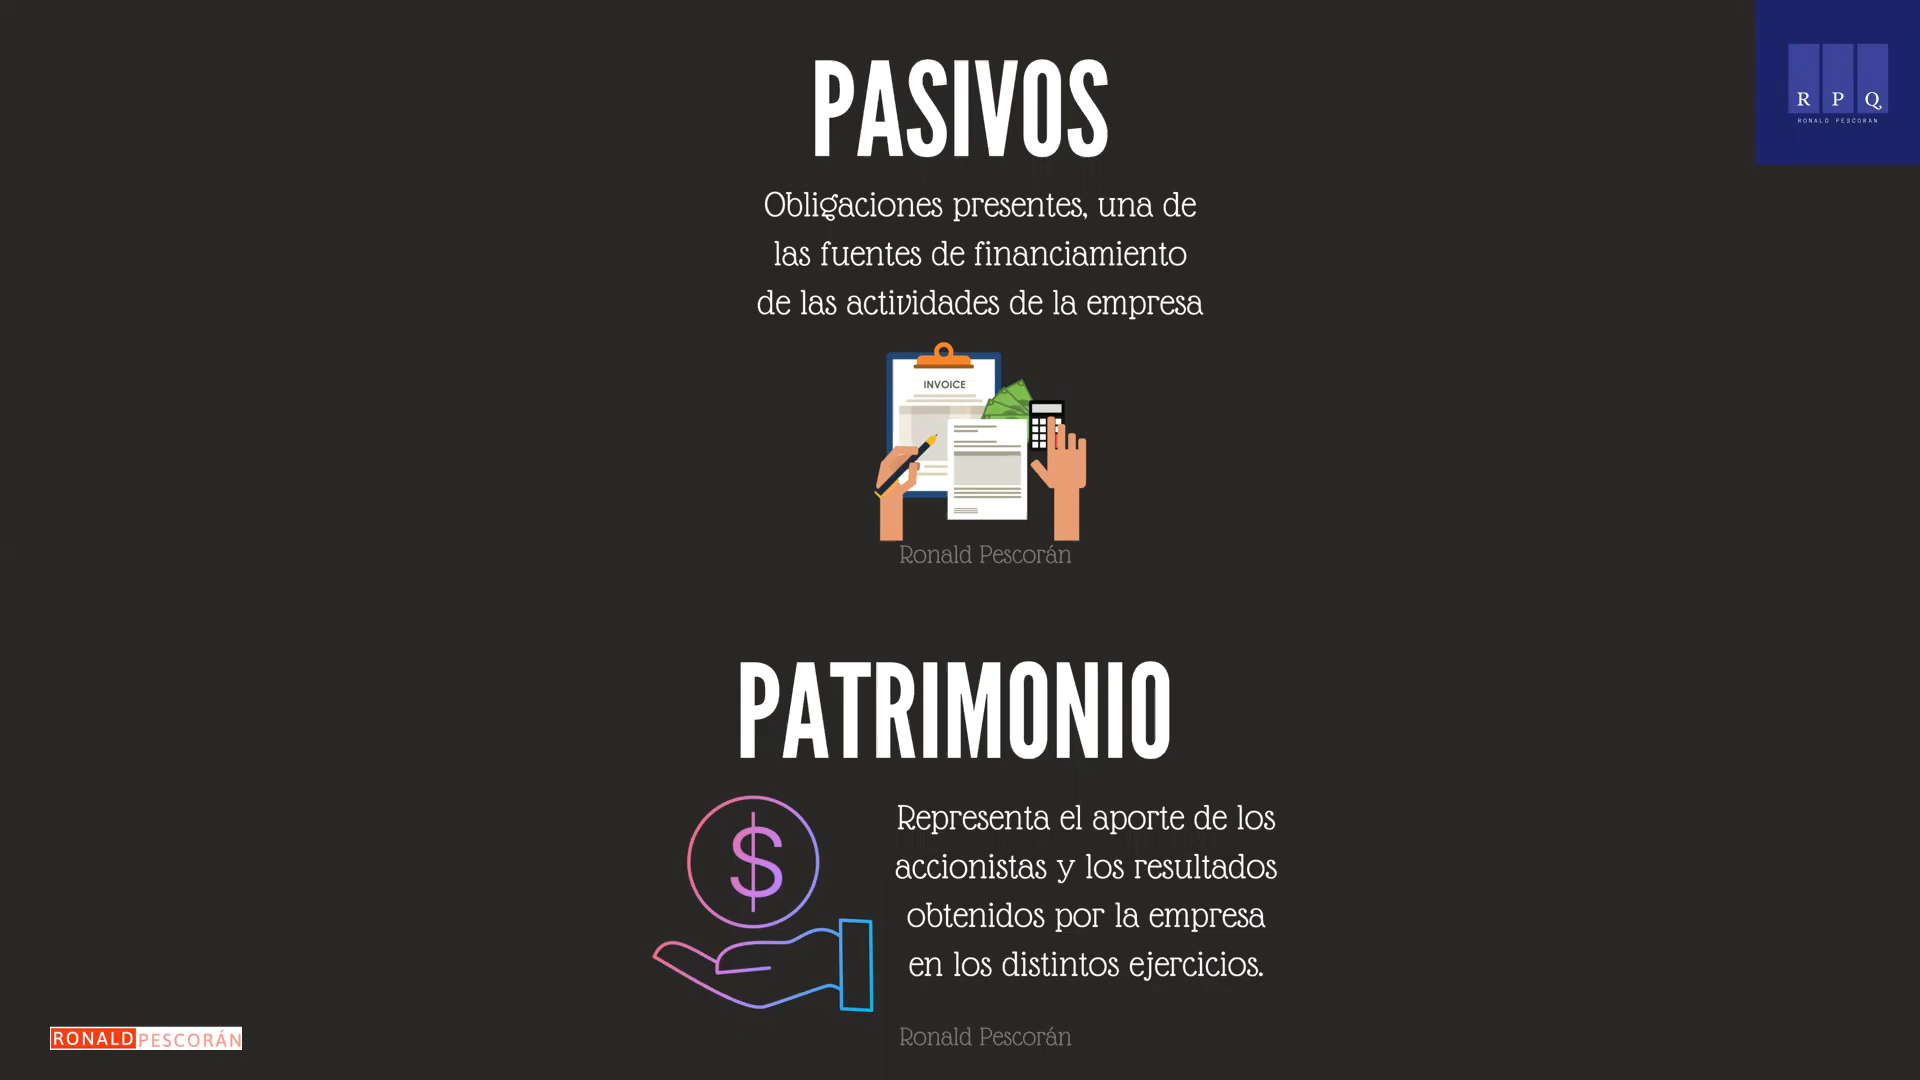 PASIVOS
R P Q
RONALD PESCORAN
Obligaciones presentes, una de
las fuentes de financiamiento
de las actividades de la empresa
INVOICE
Ronald Pescorán
PATRIMONIO
Representa el aporte de los
accionistas y los resultados
obtenidos por la empresa
en los distintos ejercicios.
$
RONALD PESCORÁN
Ronald Pescorán